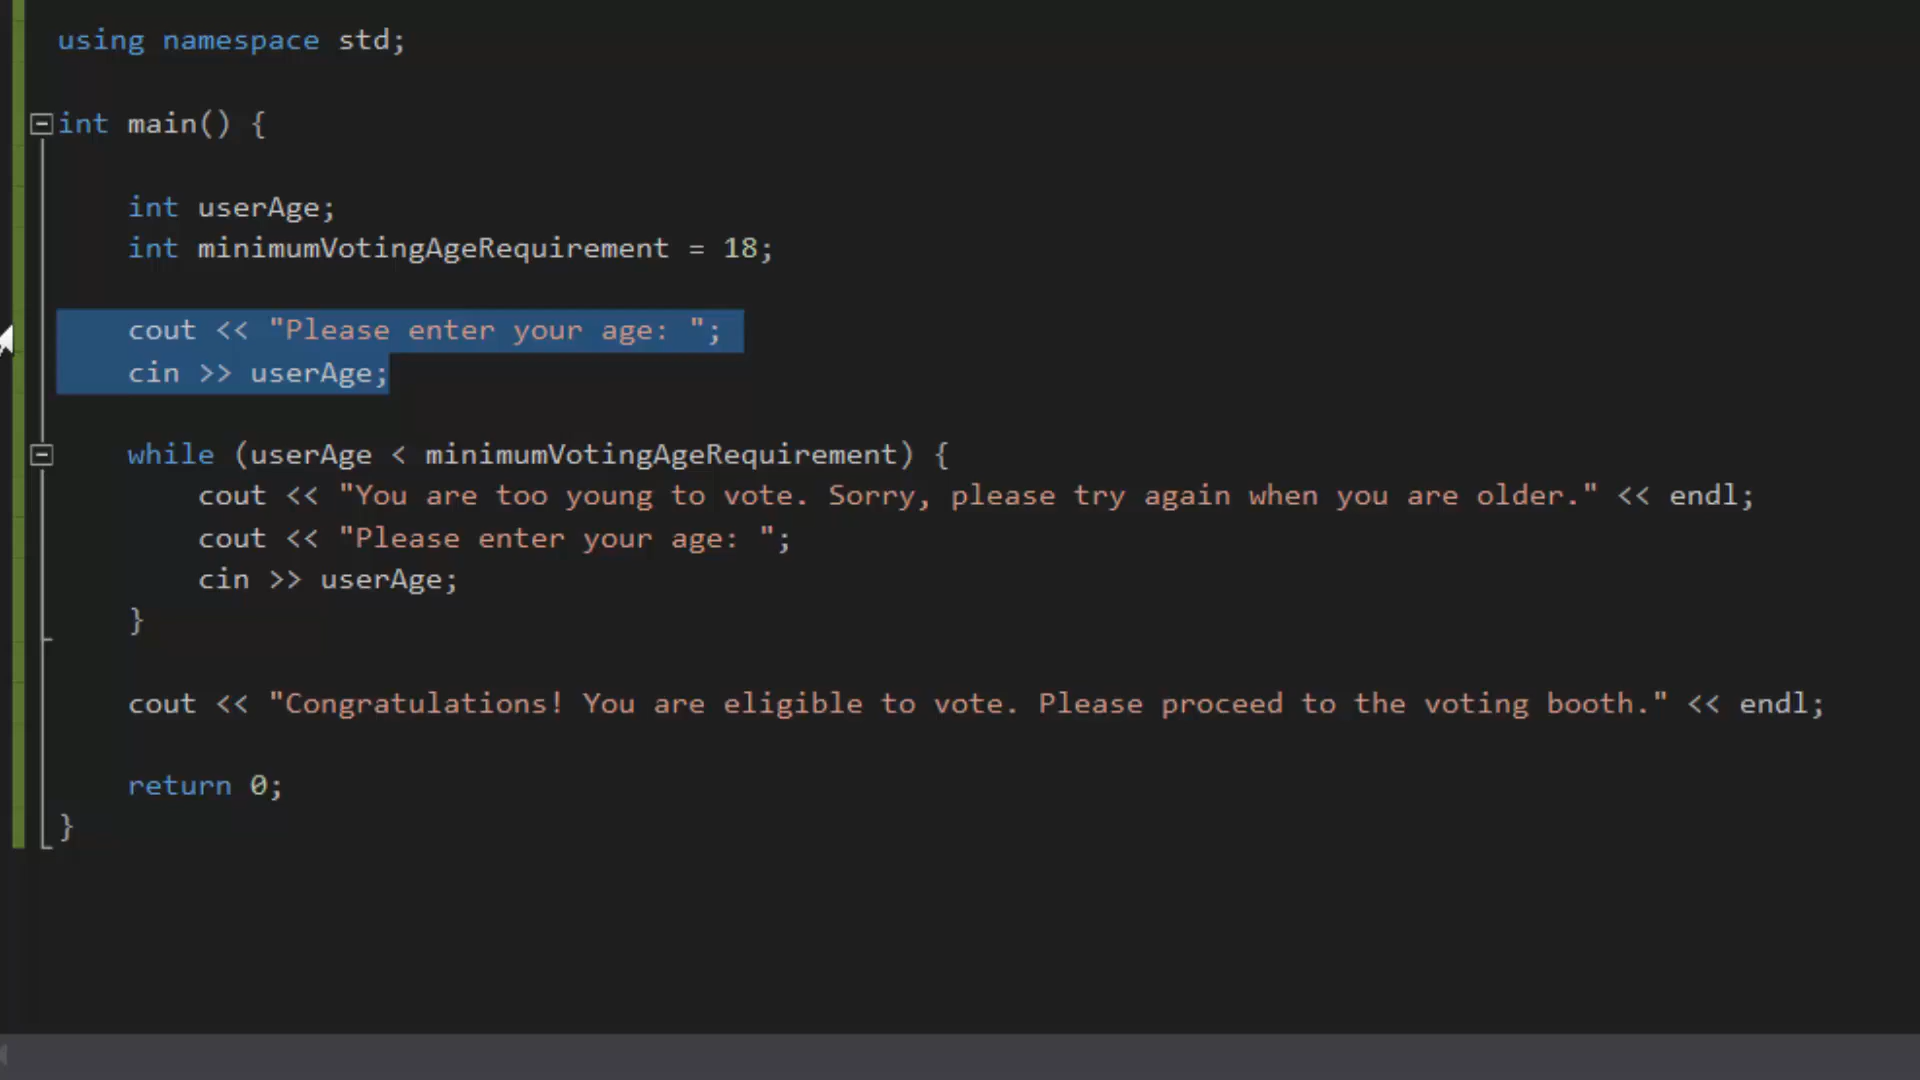 using namespace std;
int main() {
int userAge;
int minimumVotingAgeRequirement = 18;
cout << "Please enter your age: ";
cin >> userAge;
while (userAge < minimumVotingAgeRequirement) {
cout << "You are too young to vote. Sorry, please try again when you are older." << endl;
cout << "Please enter your age: ";
cin >> userAge;
}
cout << "Congratulations! You are eligible to vote. Please proceed to the voting booth." << endl;
return 0;
}